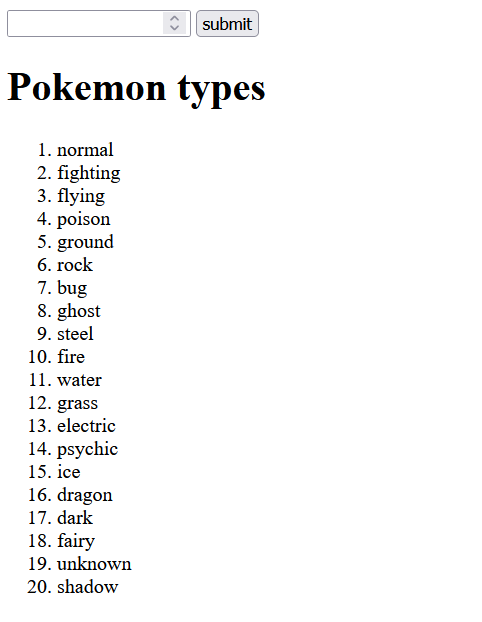 submit
Pokemon types
1. normal
2. fighting
3. flying
4. poison
5. ground
6. rock
7. bug
8. ghost
9. steel
10. fire
11. water
12. grass
13. electric
14. psychic
15. ice
16. dragon
17. dark
18. fairy
19. unknown
20. shadow